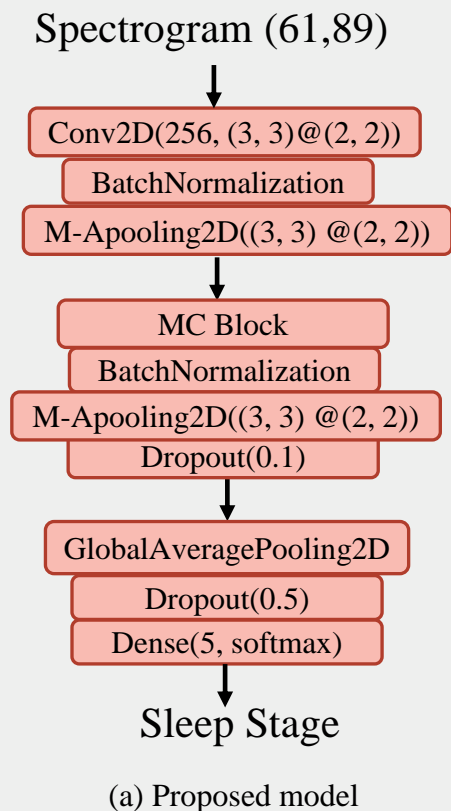 Spectrogram (61,89)
Conv2D(256, (3, 3)@(2, 2))
BatchNormalization
M-Apooling2D((3, 3) @(2, 2))
MC Block
BatchNormalization
M-Apooling2D((3, 3) @(2, 2))
Dropout(0.1)
GlobalAveragePooling2D
Dropout(0.5)
Dense(5, softmax)
Sleep Stage
(a) Proposed model